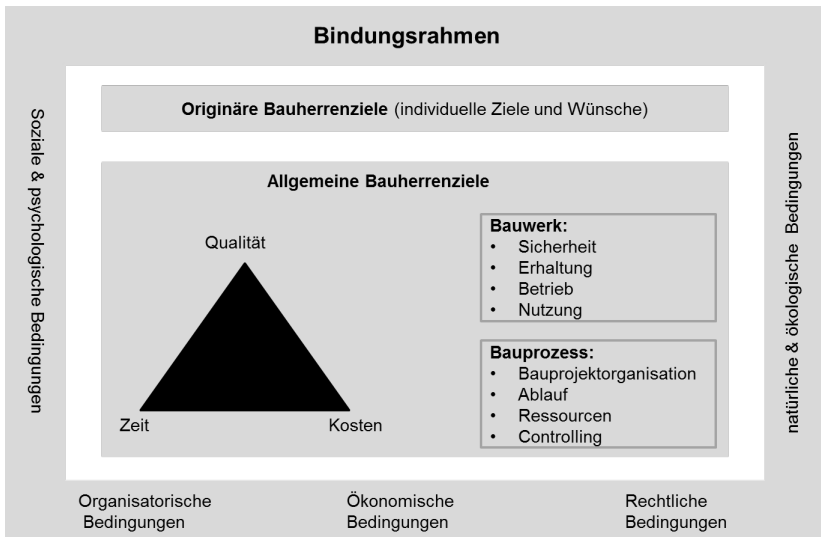 Bindungsrahmen
Originäre Bauherrenziele (individuelle Ziele und Wünsche)
Allgemeine Bauherrenziele
Qualität
Zeit
Kosten
Bauwerk:
• Sicherheit
• Erhaltung
• Betrieb
• Nutzung
Bauprozess:
• Bauprojektorganisation
• Ablauf
• Ressourcen
• Controlling
Soziale & psychologische Bedingungen
natürliche & ökologische Bedingungen
Organisatorische
Bedingungen
Ökonomische
Bedingungen
Rechtliche
Bedingungen